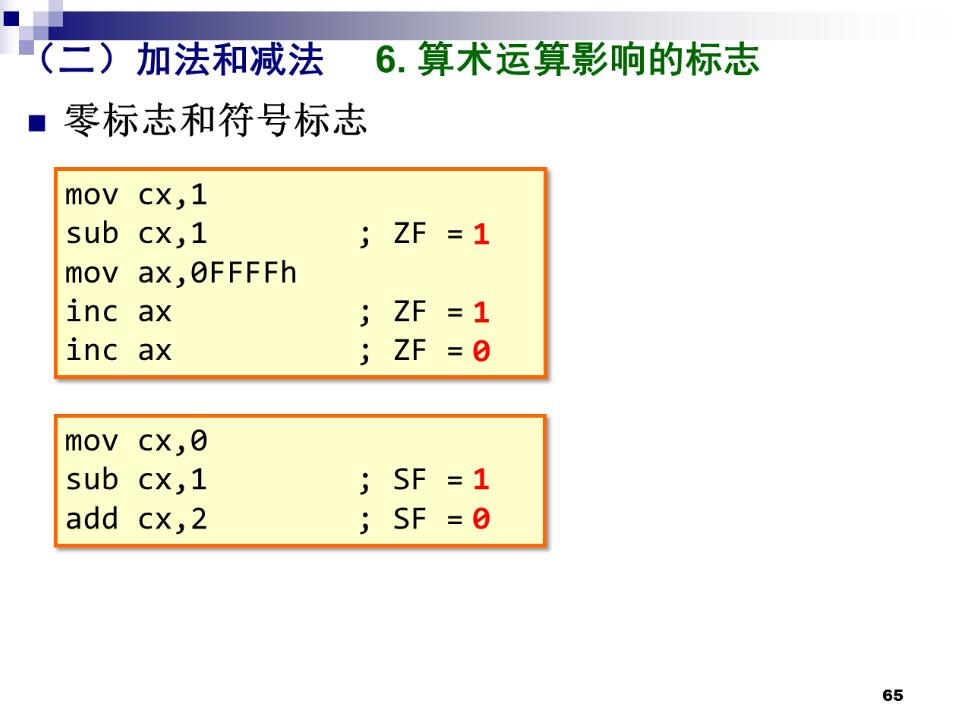 （二）加法和减法 6. 算术运算影响的标志
零标志和符号标志
mov cx,1
sub cx,1 ; ZF = 1
mov ax,0FFFFh
inc ax ; ZF = 1
inc ax ; ZF = 0
mov cx,0
sub cx,1 ; SF = 1
add cx,2 ; SF = 0
65